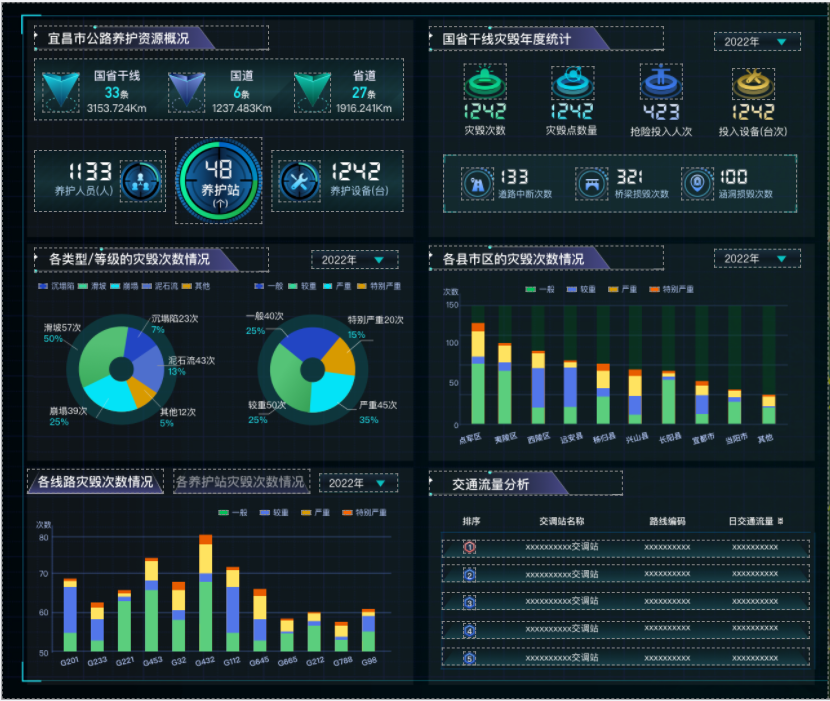 宜昌市公路养护资源概况
国省干线
33条
3153.724Km
国道
6条
1237.483Km
省道
27条
1916.241Km
1133
养护人员(人)
48
养护站
(个)
1242
养护设备(台)
国省干线灾毁年度统计
2022年
1242
灾毁次数
1242
灾毁点数量
423
抢险投入人次
1242
投入设备(台次)
133
道路中断次数
321
桥梁损毁次数
100
涵洞损毁次数
各类型/等级的灾毁次数情况
2022年
沉塌陷 滑坡 崩塌 泥石流 其他
滑坡57次
50%
沉塌陷23次
7%
泥石流43次
13%
其他12次
5%
崩塌39次
25%
一般 较重 严重 特别严重
一般40次
25%
特别严重20次
15%
较重50次
25%
严重45次
35%
各县市区的灾毁次数情况
2022年
一般 较重 严重 特别严重
次数
150
100
50
0
点军区 夷陵区 西陵区 远安县 秭归县 兴山县 长阳县 宜都市 当阳市 其他
各线路灾毁次数情况
各养护站灾毁次数情况
2022年
一般 较重 严重 特别严重
次数
80
70
60
50
G201 G233 G221 G453 G32 G432 G112 G645 G665 G212 G788 G98
交通流量分析
排序 交调站名称 路线编码 日交通流量
1 xxxxxxxxxx交调站 xxxxxxxxxx xxxxxxxxxx
2 xxxxxxxxxx交调站 xxxxxxxxxx xxxxxxxxxx
3 xxxxxxxxxx交调站 xxxxxxxxxx xxxxxxxxxx
4 xxxxxxxxxx交调站 xxxxxxxxxx xxxxxxxxxx
5 xxxxxxxxxx交调站 xxxxxxxxxx xxxxxxxxxx